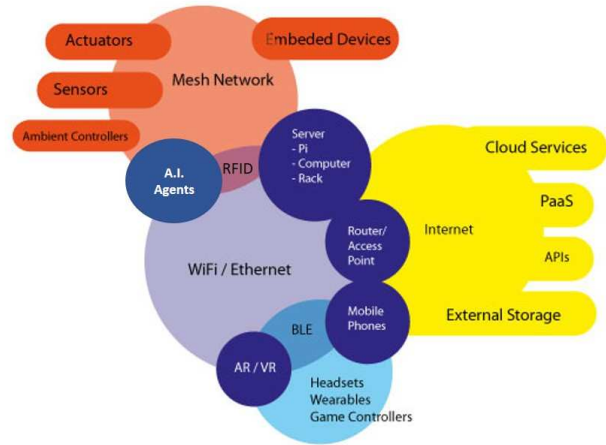 Actuators
Embeded Devices
Mesh Network
Sensors
Ambient Controllers
A.I.
Agents
RFID
Server
- Pi
- Computer
- Rack
Cloud Services
PaaS
Router/
Access
Point
Internet
APIs
WiFi / Ethernet
Mobile
Phones
External Storage
BLE
AR / VR
Headsets
Wearables
Game Controllers